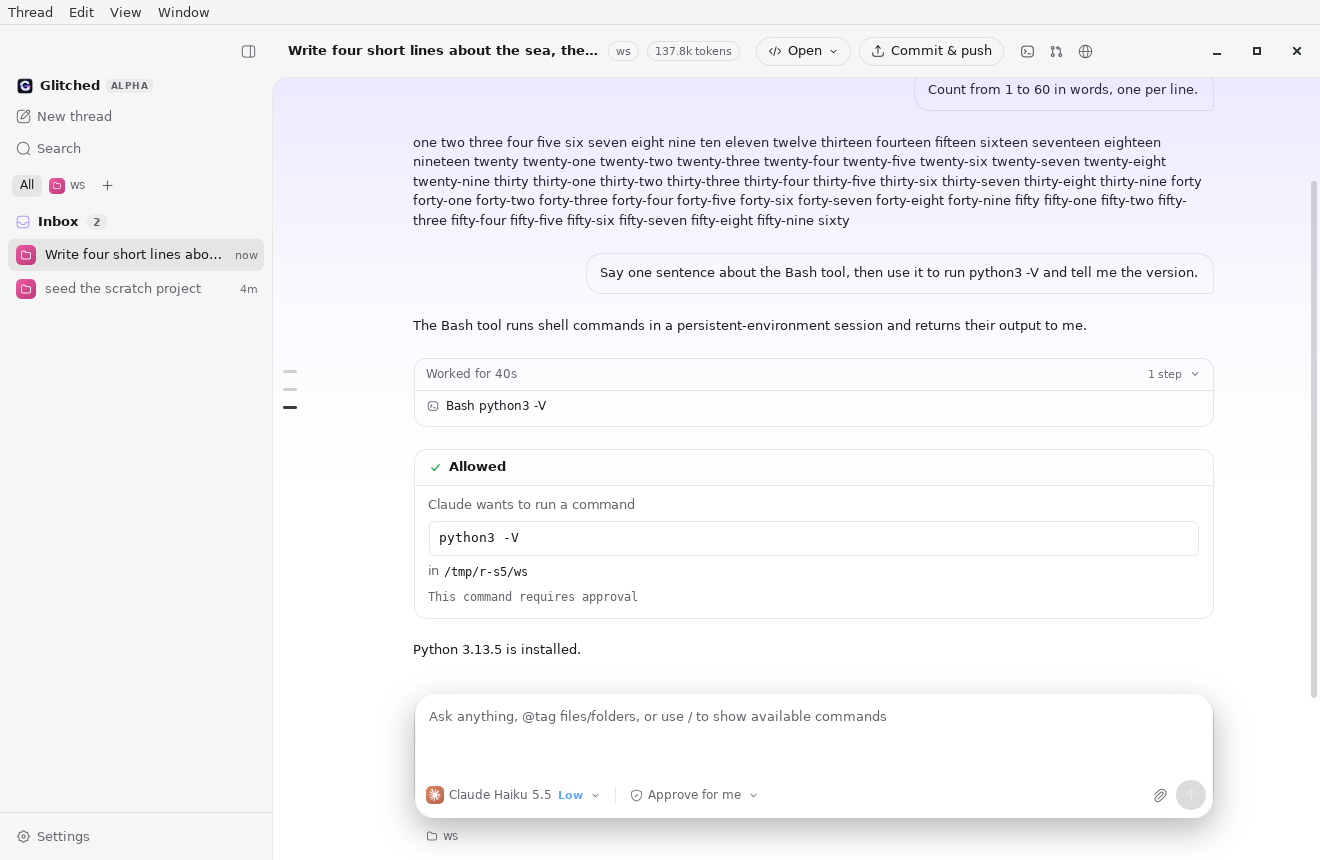 Thread Edit View Window
Write four short lines about the sea, the... ws 137.8k tokens Open Commit & push
Glitched ALPHA
New thread
Search
All ws
Inbox 2
Write four short lines abo... now
seed the scratch project 4m
Settings
Count from 1 to 60 in words, one per line.
one two three four five six seven eight nine ten eleven twelve thirteen fourteen fifteen sixteen seventeen eighteen
nineteen twenty twenty-one twenty-two twenty-three twenty-four twenty-five twenty-six twenty-seven twenty-eight
twenty-nine thirty thirty-one thirty-two thirty-three thirty-four thirty-five thirty-six thirty-seven thirty-eight thirty-nine forty
forty-one forty-two forty-three forty-four forty-five forty-six forty-seven forty-eight forty-nine fifty fifty-one fifty-two fifty-
three fifty-four fifty-five fifty-six fifty-seven fifty-eight fifty-nine sixty
Say one sentence about the Bash tool, then use it to run python3 -V and tell me the version.
The Bash tool runs shell commands in a persistent-environment session and returns their output to me.
Worked for 40s 1 step
Bash python3 -V
Allowed
Claude wants to run a command
python3 -V
in /tmp/r-s5/ws
This command requires approval
Python 3.13.5 is installed.
Ask anything, @tag files/folders, or use / to show available commands
Claude Haiku 5.5 Low Approve for me
ws